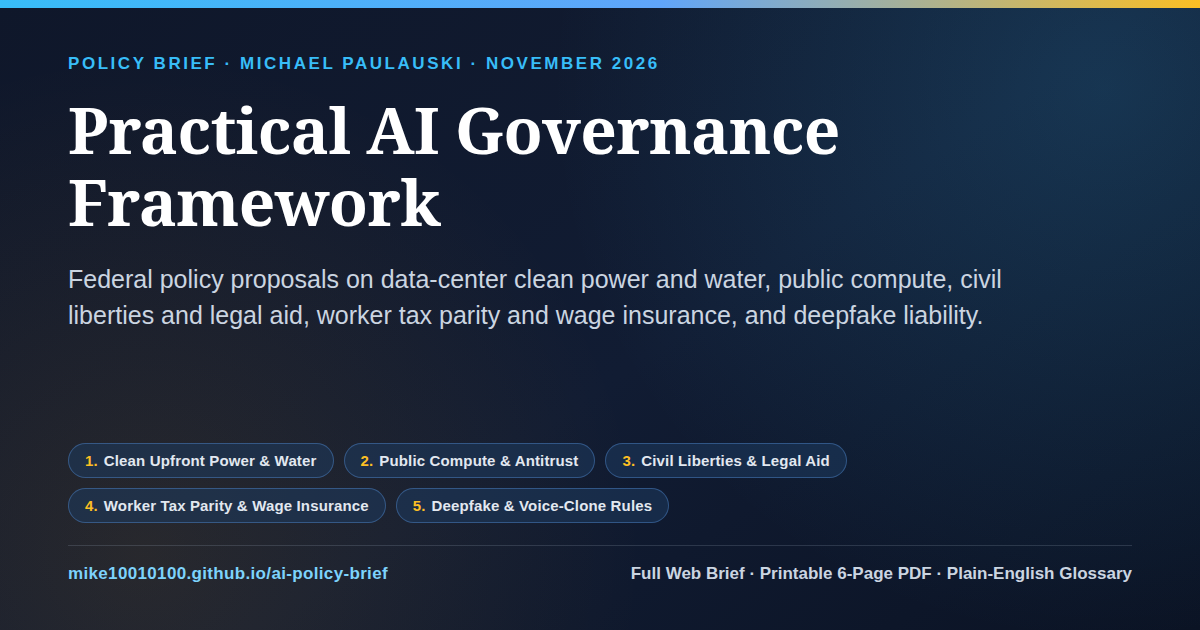 POLICY BRIEF · MICHAEL PAULAUSKI · NOVEMBER 2026
Practical AI Governance
Framework
Federal policy proposals on data-center clean power and water, public compute, civil
liberties and legal aid, worker tax parity and wage insurance, and deepfake liability.
1. Clean Upfront Power & Water
2. Public Compute & Antitrust
3. Civil Liberties & Legal Aid
4. Worker Tax Parity & Wage Insurance
5. Deepfake & Voice-Clone Rules
mike10010100.github.io/ai-policy-brief
Full Web Brief · Printable 6-Page PDF · Plain-English Glossary